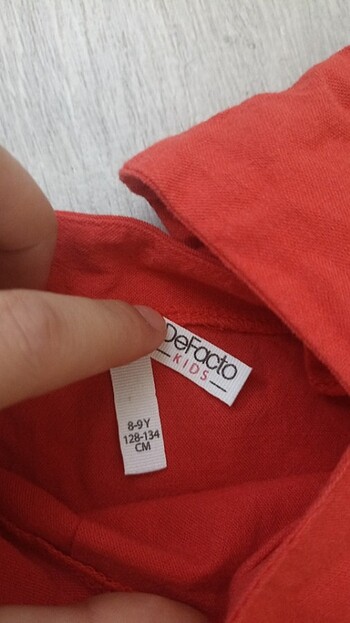 DeFacto
KIDS
8-9Y
128-134
CM